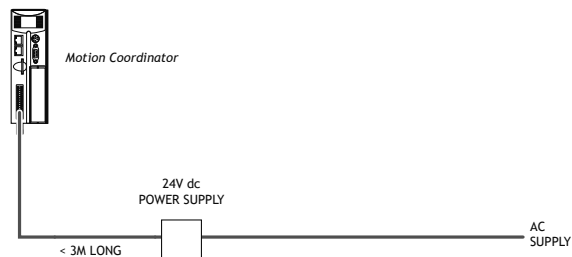 Motion Coordinator
24V dc
POWER SUPPLY
AC
SUPPLY
< 3M LONG